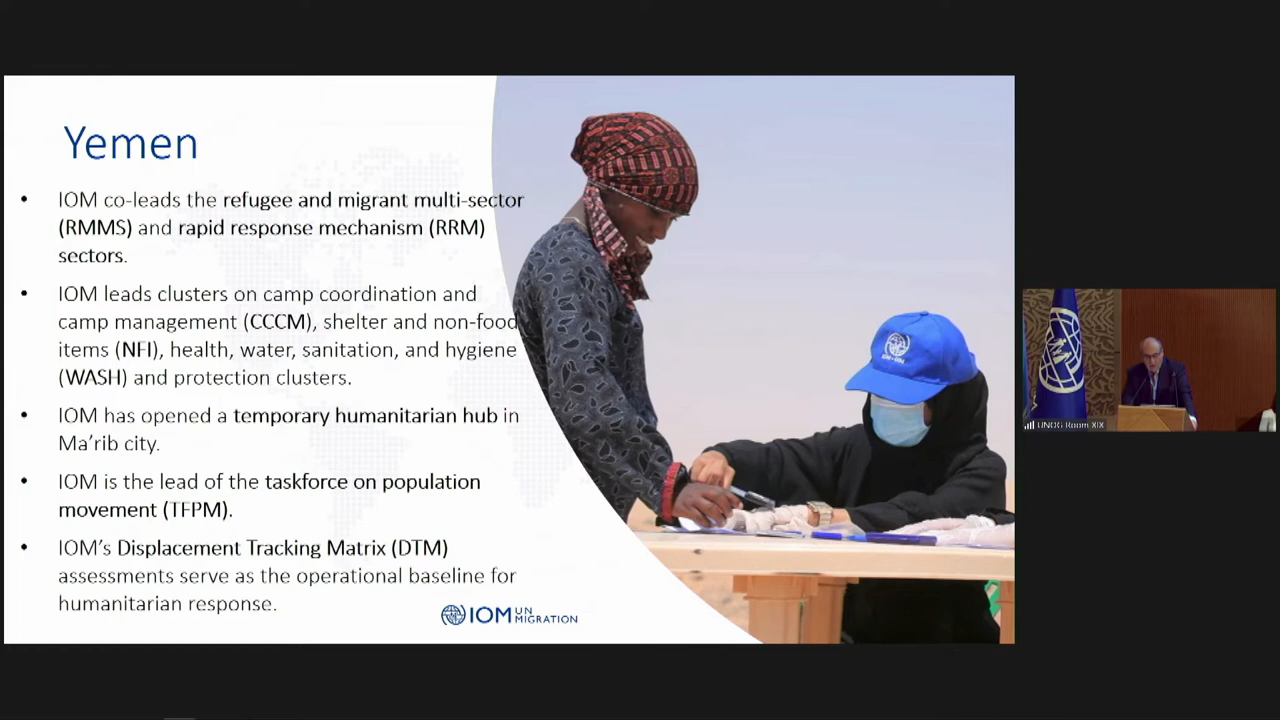 Yemen
• IOM co-leads the refugee and migrant multi-sector
(RMMS) and rapid response mechanism (RRM)
sectors.
• IOM leads clusters on camp coordination and
camp management (CCCM), shelter and non-food
items (NFI), health, water, sanitation, and hygiene
(WASH) and protection clusters.
• IOM has opened a temporary humanitarian hub in
Ma’rib city.
• IOM is the lead of the taskforce on population
movement (TFPM).
• IOM’s Displacement Tracking Matrix (DTM)
assessments serve as the operational baseline for
humanitarian response.
IOM UN
MIGRATION
UNOG Room XIX